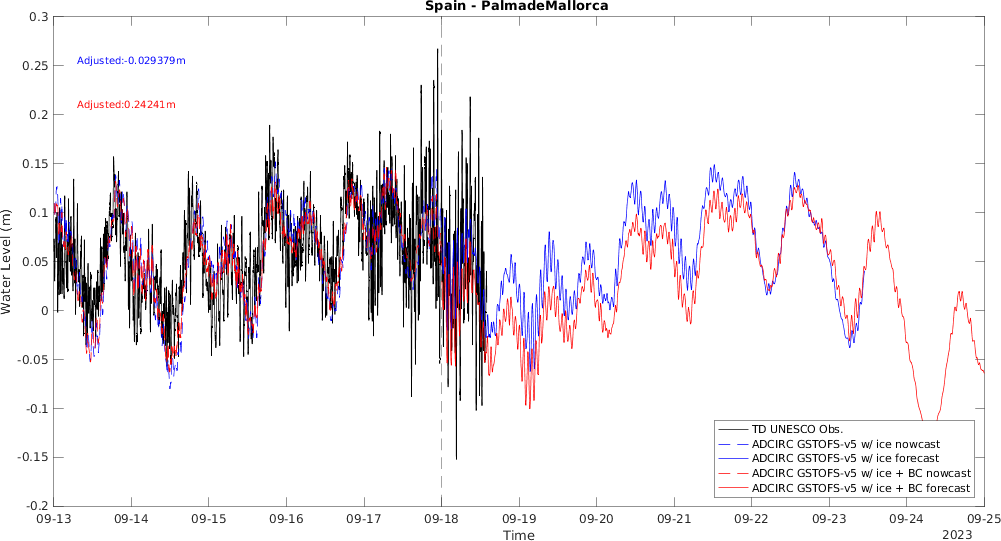 Spain - PalmadeMallorca
Adjusted:-0.029379m
Adjusted:0.24241m
Water Level (m)
0.3
0.25
0.2
0.15
0.1
0.05
0
-0.05
-0.1
-0.15
-0.2
09-13
09-14
09-15
09-16
09-17
09-18
09-19
09-20
09-21
09-22
09-23
09-24
09-25
Time
2023
TD UNESCO Obs.
ADCIRC GSTOFS-v5 w/ ice nowcast
ADCIRC GSTOFS-v5 w/ ice forecast
ADCIRC GSTOFS-v5 w/ ice + BC nowcast
ADCIRC GSTOFS-v5 w/ ice + BC forecast